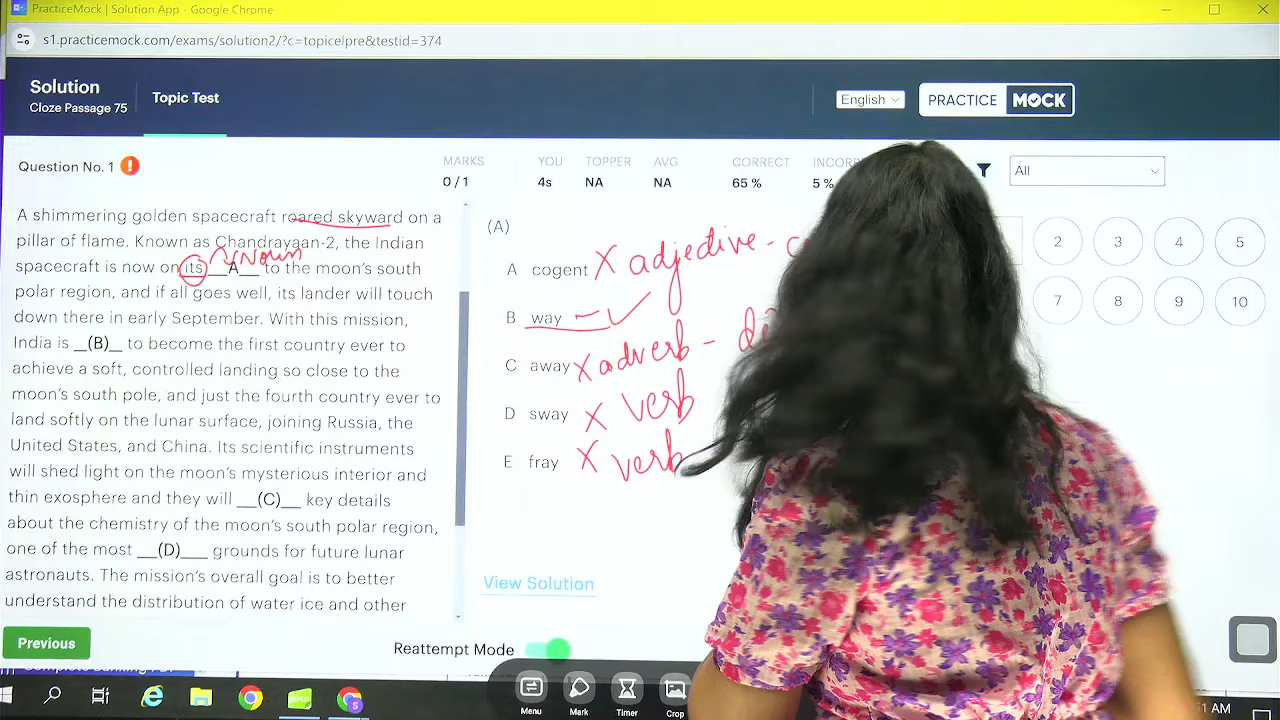 PracticeMock | Solution App - Google Chrome
s1.practicemock.com/exams/solution2/?c=topicelpre&testid=374
Solution
Cloze Passage 75
Topic Test
English
PRACTICE MOCK
Question No. 1
MARKS YOU TOPPER AVG CORRECT
0 / 1 4s NA NA 65 % 5 %
All
A shimmering golden spacecraft roared skyward on a
pillar of flame. Known as Chandrayaan-2, the Indian
Noun
spacecraft is now on its __A__ to the moon's south
polar region, and if all goes well, its lander will touch
down there in early September. With this mission,
India is _(B)_ to become the first country ever to
achieve a soft, controlled landing so close to the
moon's south pole, and just the fourth country ever to
land softly on the lunar surface, joining Russia, the
United States, and China. Its scientific instruments
will shed light on the moon's mysterious interior and
thin exosphere and they will __(C)__ key details
about the chemistry of the moon's south polar region,
one of the most __(D)___ grounds for future lunar
astronauts. The mission's overall goal is to better
understand the distribution of water ice and other
(A)
A cogent X adjedive -
B way - ✓
C away X adverb -
D sway X verb
E fray X verb
View Solution
2 3 4 5
7 8 9 10
Previous
Reattempt Mode
Menu Mark Timer Crop